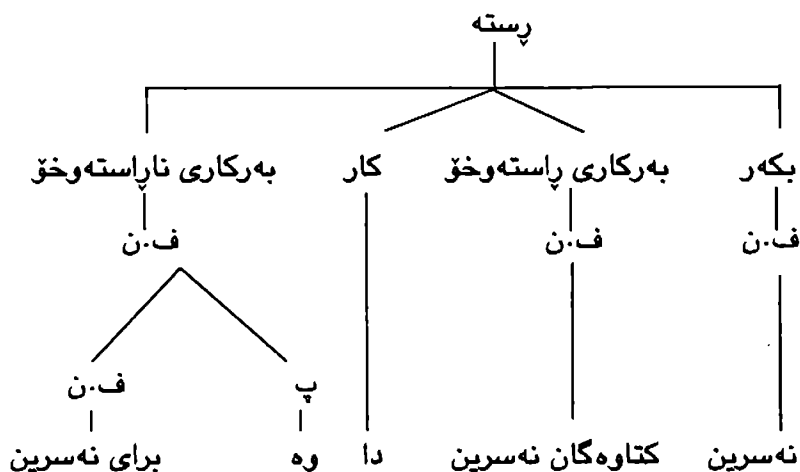 ڕستە
بکەر بەرکاری ڕاستەوخۆ کار بەرکاری ناڕاستەوخۆ
ف.ن ف.ن ف.ن
پ ف.ن
نەسرین کتاوەگان نەسرین دا وە برای نەسرین